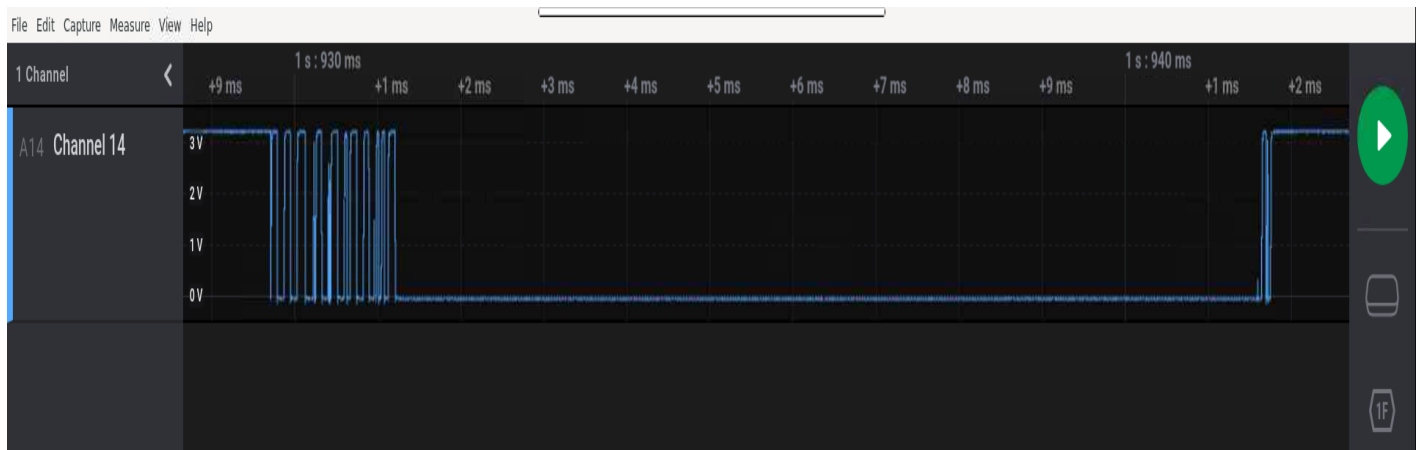 File Edit Capture Measure View Help
1 Channel
1 s : 930 ms
1 s : 940 ms
+9 ms
+1 ms
+2 ms
+3 ms
+4 ms
+5 ms
+6 ms
+7 ms
+8 ms
+9 ms
+1 ms
+2 ms
A14 Channel 14
3 V
2 V
1 V
0 V
1F